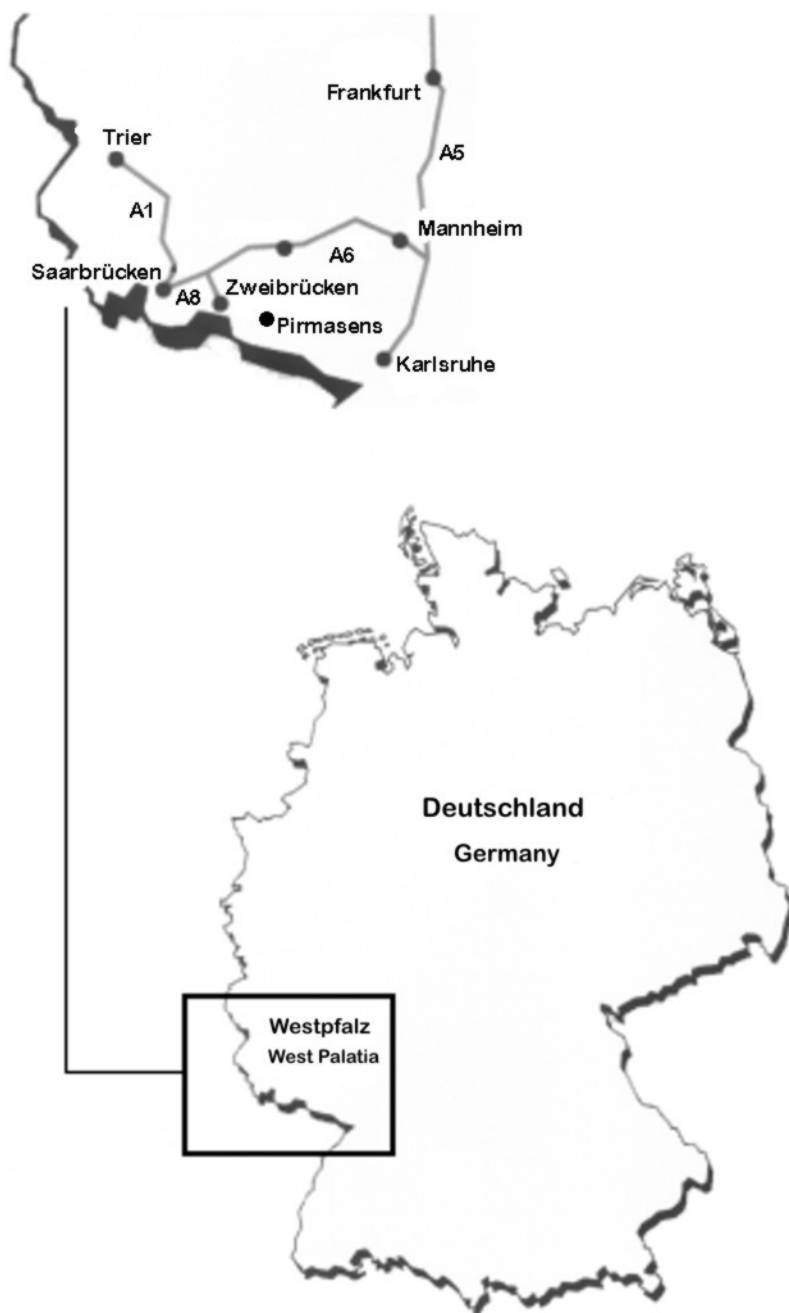 Frankfurt
Trier
A5
A1
Mannheim
A6
Saarbrücken
A8
Zweibrücken
Pirmasens
Karlsruhe
Deutschland
Germany
Westpfalz
West Palatia